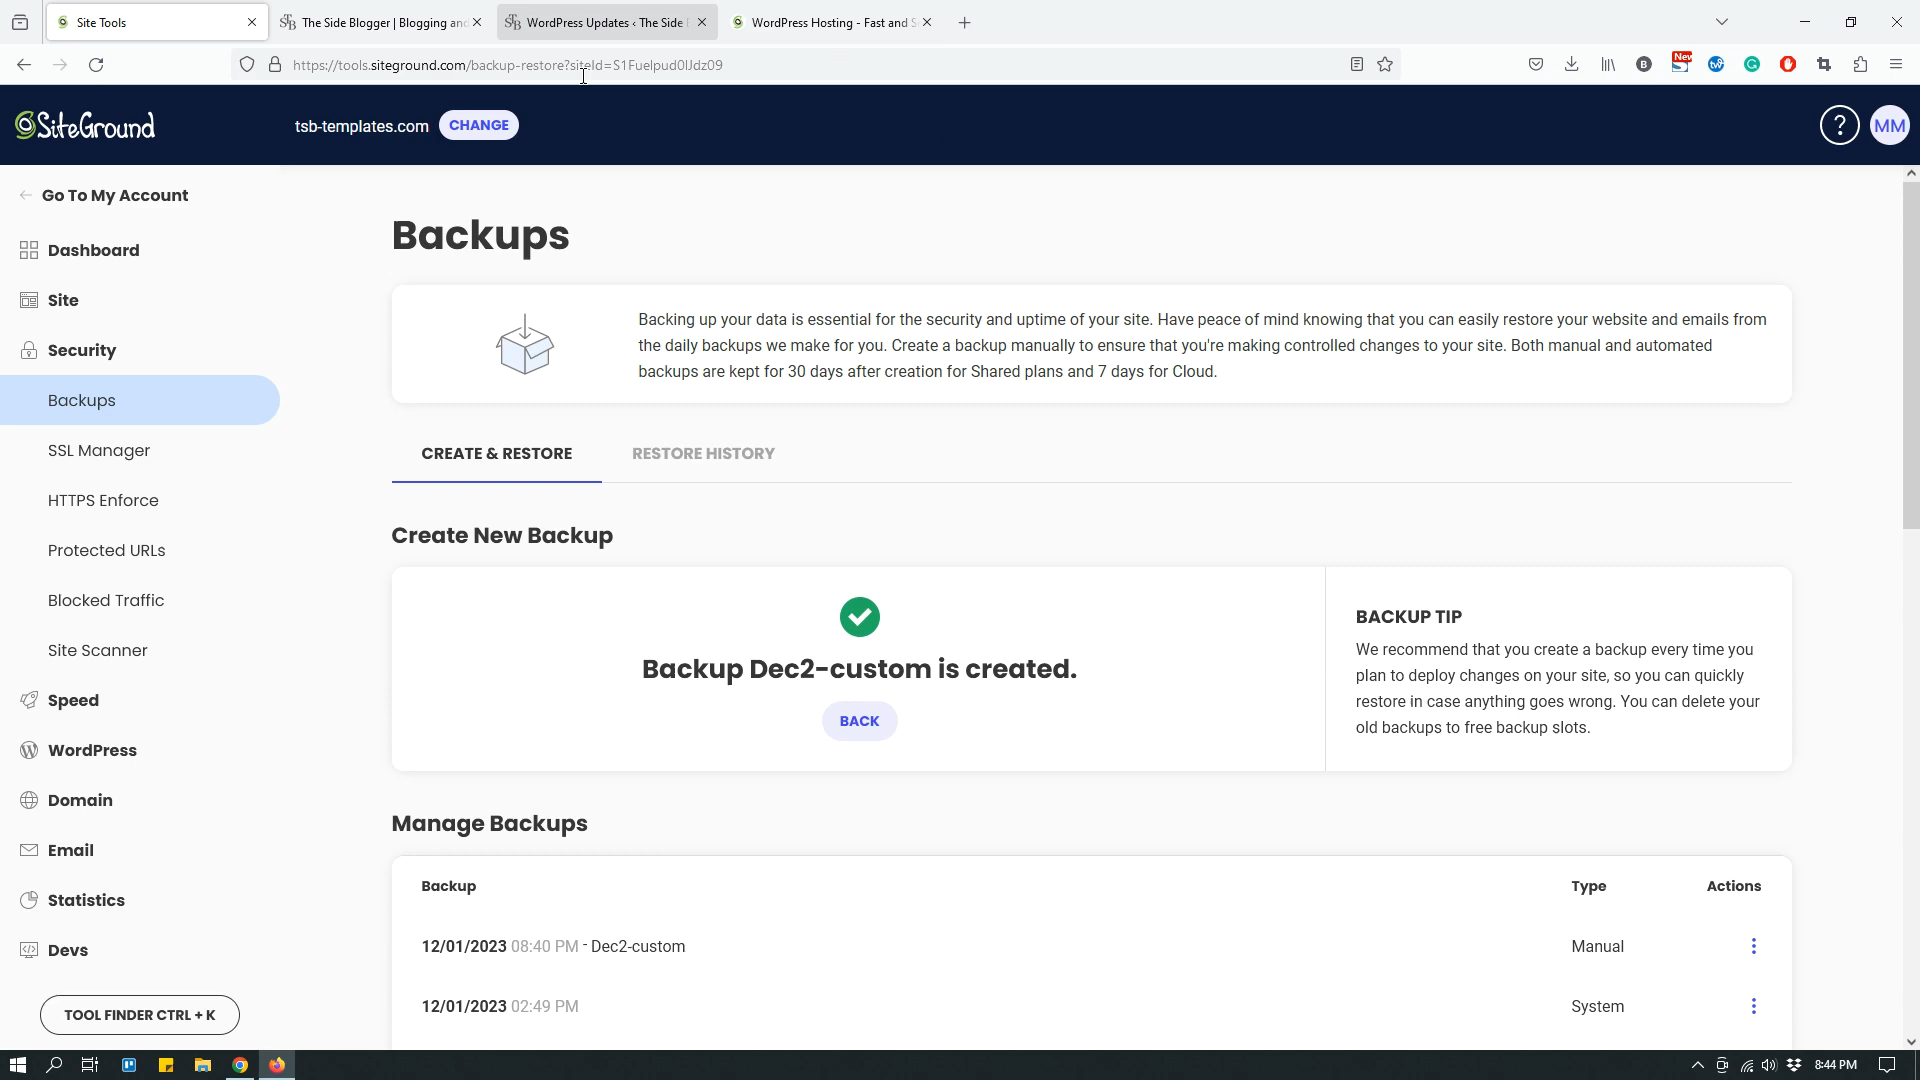 Site Tools
The Side Blogger | Blogging and
WordPress Updates ‹ The Side
WordPress Hosting - Fast and S
https://tools.siteground.com/backup-restore?siteId=S1Fuelpud0lJdz09
New
SiteGround
tsb-templates.com
CHANGE
?
MM
Go To My Account
Dashboard
Site
Security
Backups
SSL Manager
HTTPS Enforce
Protected URLs
Blocked Traffic
Site Scanner
Speed
WordPress
Domain
Email
Statistics
Devs
TOOL FINDER CTRL + K
Backups
Backing up your data is essential for the security and uptime of your site. Have peace of mind knowing that you can easily restore your website and emails from
the daily backups we make for you. Create a backup manually to ensure that you're making controlled changes to your site. Both manual and automated
backups are kept for 30 days after creation for Shared plans and 7 days for Cloud.
CREATE & RESTORE
RESTORE HISTORY
Create New Backup
Backup Dec2-custom is created.
BACK
BACKUP TIP
We recommend that you create a backup every time you
plan to deploy changes on your site, so you can quickly
restore in case anything goes wrong. You can delete your
old backups to free backup slots.
Manage Backups
Backup Type Actions
12/01/2023 08:40 PM - Dec2-custom Manual
12/01/2023 02:49 PM System
8:44 PM